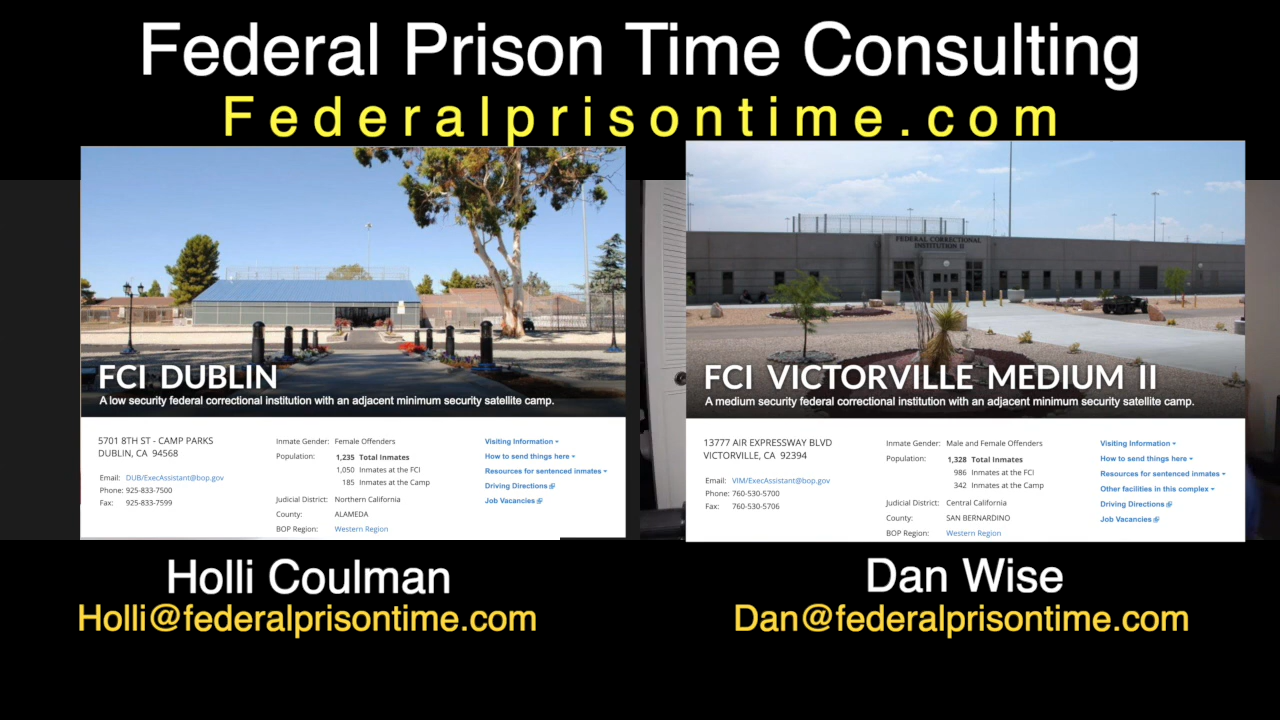 Federal Prison Time Consulting
Federalprisontime.com
FCI DUBLIN
A low security federal correctional institution with an adjacent minimum security satellite camp.
5701 8TH ST - CAMP PARKS
DUBLIN, CA 94568
Email: DUB/ExecAssistant@bop.gov
Phone: 925-833-7500
Fax: 925-833-7599
Inmate Gender: Female Offenders
Population: 1,235 Total Inmates
1,050 Inmates at the FCI
185 Inmates at the Camp
Judicial District: Northern California
County: ALAMEDA
BOP Region: Western Region
Visiting Information
How to send things here
Resources for sentenced inmates
Driving Directions
Job Vacancies
FEDERAL CORRECTIONAL
INSTITUTION II
FCI VICTORVILLE MEDIUM II
A medium security federal correctional institution with an adjacent minimum security satellite camp.
13777 AIR EXPRESSWAY BLVD
VICTORVILLE, CA 92394
Email: VIM/ExecAssistant@bop.gov
Phone: 760-530-5700
Fax: 760-530-5706
Inmate Gender: Male and Female Offenders
Population: 1,328 Total Inmates
986 Inmates at the FCI
342 Inmates at the Camp
Judicial District: Central California
County: SAN BERNARDINO
BOP Region: Western Region
Visiting Information
How to send things here
Resources for sentenced inmates
Other facilities in this complex
Driving Directions
Job Vacancies
Holli Coulman
Holli@federalprisontime.com
Dan Wise
Dan@federalprisontime.com